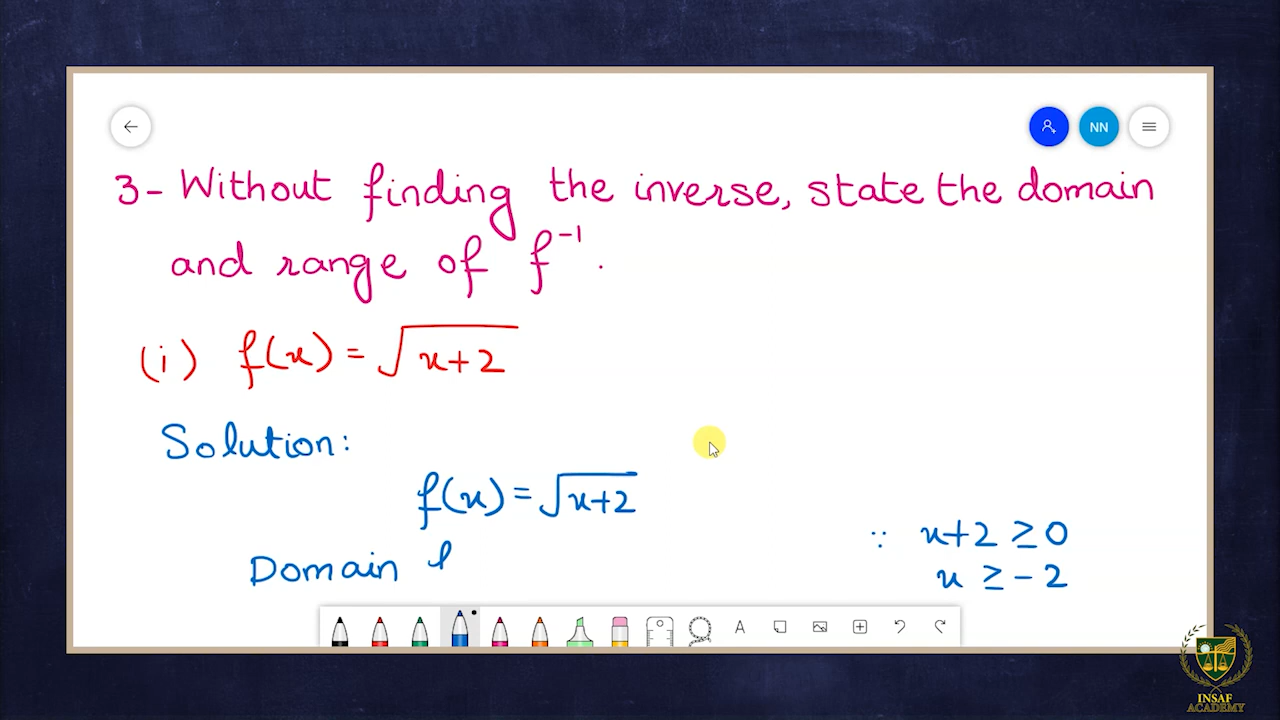 NN
3- Without finding the inverse, state the domain
and range of f⁻¹.
(i) f(x) = √x+2
Solution:
f(x) = √x+2
∵ x+2 ≥ 0
Domain
x ≥ -2
A
INSAF
ACADEMY